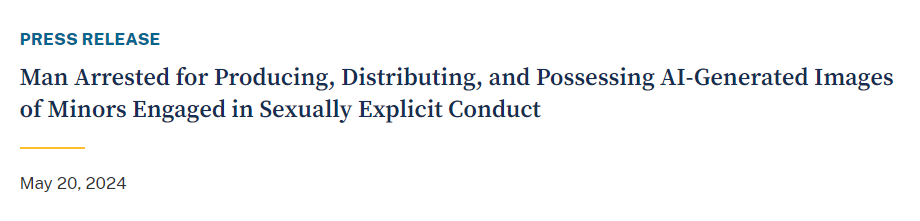 PRESS RELEASE
Man Arrested for Producing, Distributing, and Possessing AI-Generated Images
of Minors Engaged in Sexually Explicit Conduct
May 20, 2024